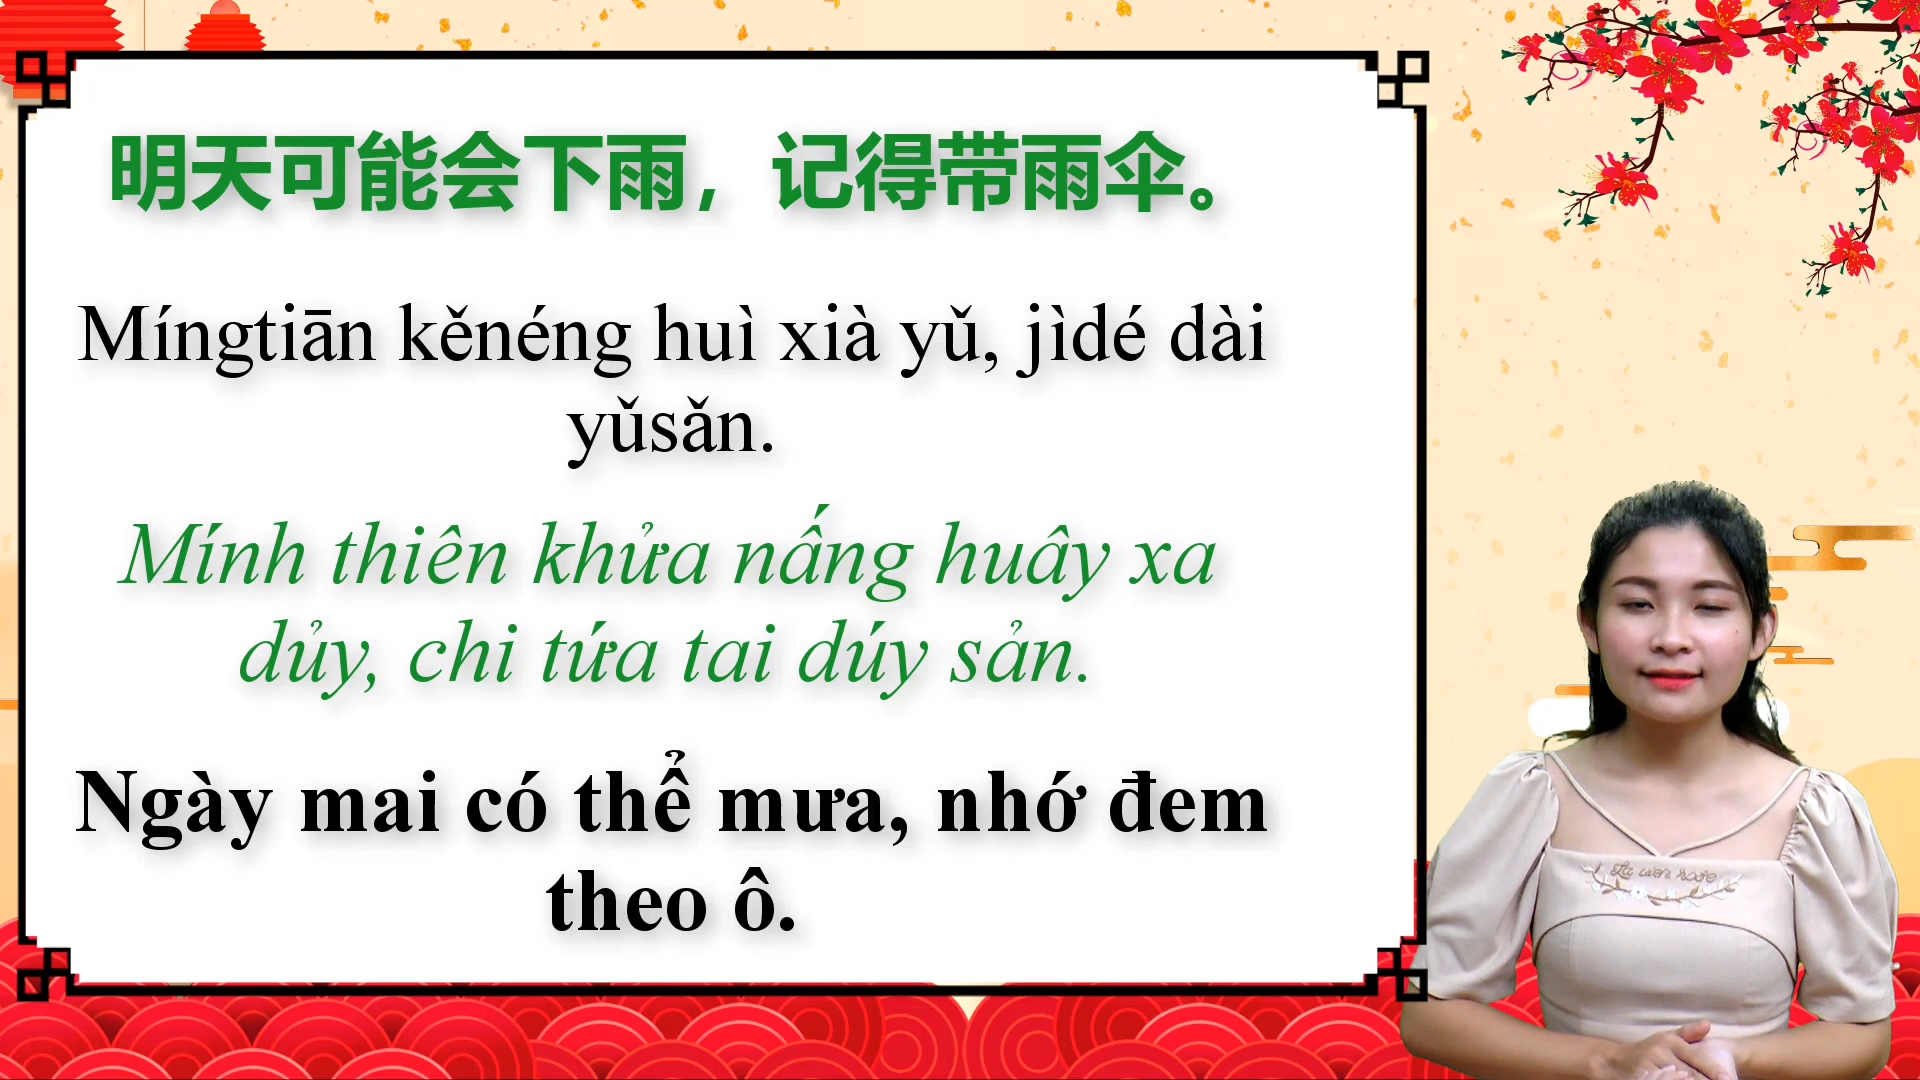 明天可能会下雨，记得带雨伞。
Míngtiān kěnéng huì xià yǔ, jìdé dài
yǔsǎn.
Mính thiên khửa nấng huây xa
dủy, chi tứa tai dúy sản.
Ngày mai có thể mưa, nhớ đem
theo ô.